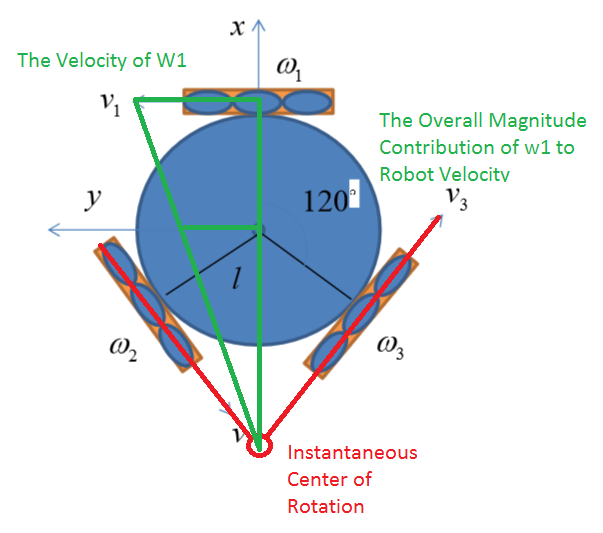 x
The Velocity of W1
ω1
v1
The Overall Magnitude
Contribution of w1 to
Robot Velocity
v3
120°
y
l
ω2
ω3
v
Instantaneous
Center of
Rotation